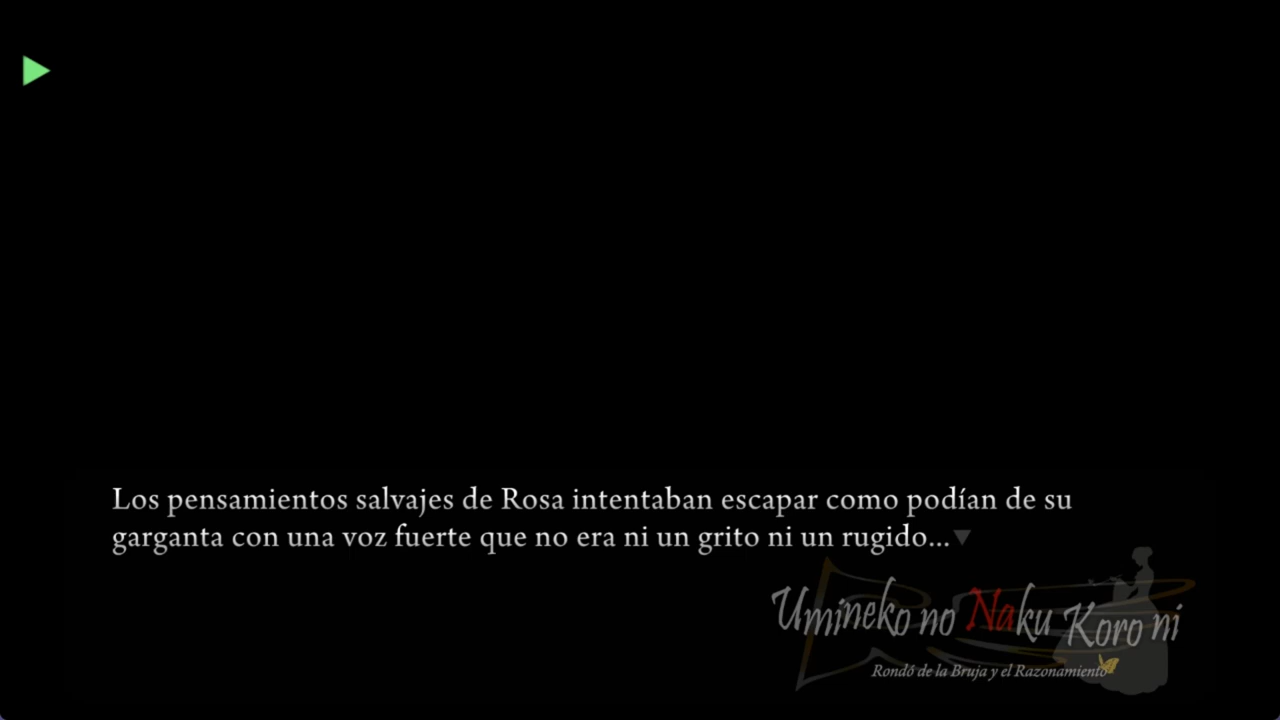 Los pensamientos salvajes de Rosa intentaban escapar como podían de su
garganta con una voz fuerte que no era ni un grito ni un rugido...
Umineko no Naku Koro ni
Rondó de la Bruja y el Razonamiento